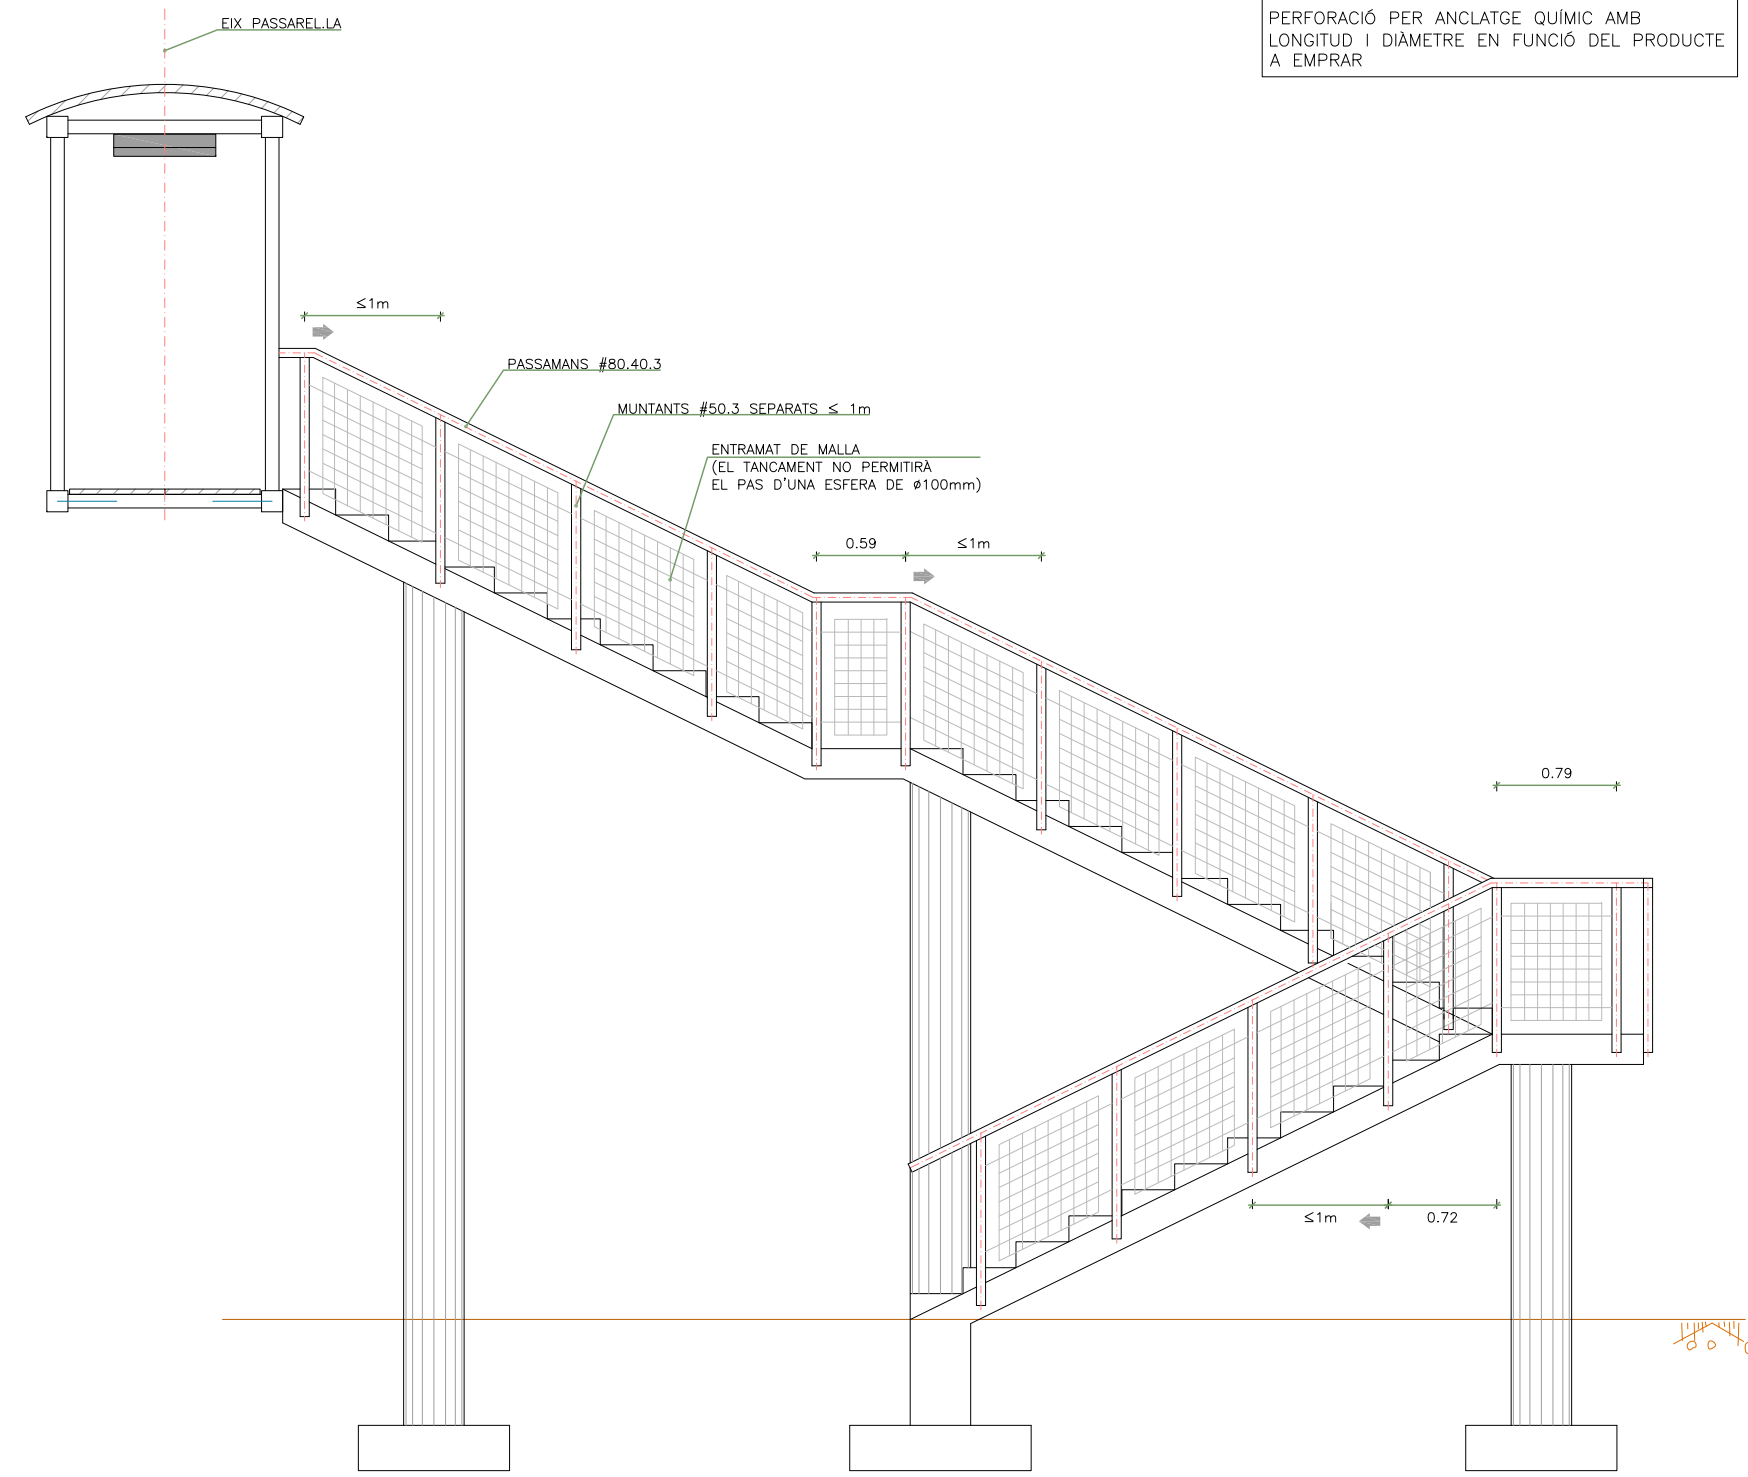 EIX PASSAREL.LA
PERFORACIÓ PER ANCLATGE QUÍMIC AMB
LONGITUD I DIÀMETRE EN FUNCIÓ DEL PRODUCTE
A EMPRAR
≤1m
PASSAMANS #80.40.3
MUNTANTS #50.3 SEPARATS ≤ 1m
ENTRAMAT DE MALLA
(EL TANCAMENT NO PERMITIRÀ
EL PAS D'UNA ESFERA DE ø100mm)
0.59
≤1m
0.79
≤1m
0.72